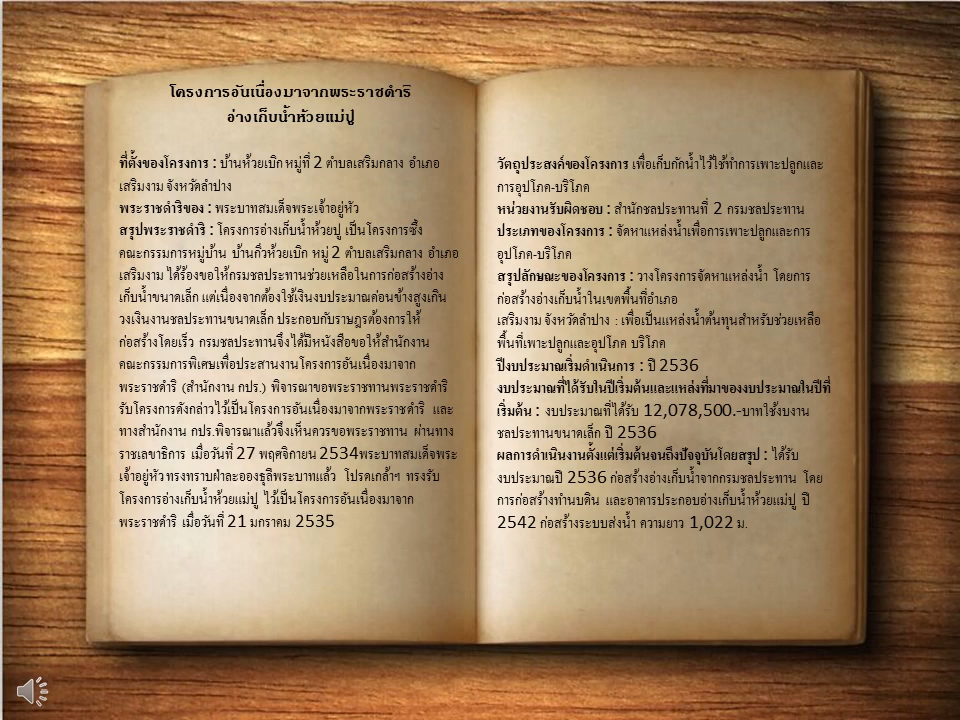 โครงการอันเนื่องมาจากพระราชดำริ
อ่างเก็บน้ำห้วยแม่ปู
ที่ตั้งของโครงการ : บ้านห้วยเบิก หมู่ที่ 2 ตำบลเสริมกลาง อำเภอ
เสริมงาม จังหวัดลำปาง
พระราชดำริของ : พระบาทสมเด็จพระเจ้าอยู่หัว
สรุปพระราชดำริ : โครงการอ่างเก็บน้ำห้วยปู เป็นโครงการซึ่ง
คณะกรรมการหมู่บ้าน บ้านกิ่วห้วยเบิก หมู่ 2 ตำบลเสริมกลาง อำเภอ
เสริมงาม ได้ร้องขอให้กรมชลประทานช่วยเหลือในการก่อสร้างอ่าง
เก็บน้ำขนาดเล็ก แต่เนื่องจากต้องใช้เงินงบประมาณค่อนข้างสูงเกิน
วงเงินงานชลประทานขนาดเล็ก ประกอบกับราษฎรต้องการให้
ก่อสร้างโดยเร็ว กรมชลประทานจึงได้มีหนังสือขอให้สำนักงาน
คณะกรรมการพิเศษเพื่อประสานงานโครงการอันเนื่องมาจาก
พระราชดำริ (สำนักงาน กปร.) พิจารณาขอพระราชทานพระราชดำริ
รับโครงการดังกล่าวไว้เป็นโครงการอันเนื่องมาจากพระราชดำริ และ
ทางสำนักงาน กปร.พิจารณาแล้วจึงเห็นควรขอพระราชทาน ผ่านทาง
ราชเลขาธิการ เมื่อวันที่ 27 พฤศจิกายน 2534พระบาทสมเด็จพระ
เจ้าอยู่หัวทรงทราบฝ่าละอองธุลีพระบาทแล้ว โปรดเกล้าฯ ทรงรับ
โครงการอ่างเก็บน้ำห้วยแม่ปู ไว้เป็นโครงการอันเนื่องมาจาก
พระราชดำริ เมื่อวันที่ 21 มกราคม 2535
วัตถุประสงค์ของโครงการ เพื่อเก็บกักน้ำไว้ใช้ทำการเพาะปลูกและ
การอุปโภค-บริโภค
หน่วยงานรับผิดชอบ : สำนักชลประทานที่ 2 กรมชลประทาน
ประเภทของโครงการ : จัดหาแหล่งน้ำเพื่อการเพาะปลูกและการ
อุปโภค-บริโภค
สรุปลักษณะของโครงการ : วางโครงการจัดหาแหล่งน้ำ โดยการ
ก่อสร้างอ่างเก็บน้ำในเขตพื้นที่อำเภอ
เสริมงาม จังหวัดลำปาง : เพื่อเป็นแหล่งน้ำต้นทุนสำหรับช่วยเหลือ
พื้นที่เพาะปลูกและอุปโภค บริโภค
ปีงบประมาณเริ่มดำเนินการ : ปี 2536
งบประมาณที่ได้รับในปีเริ่มต้นและแหล่งที่มาของงบประมาณในปีที่
เริ่มต้น : งบประมาณที่ได้รับ 12,078,500.-บาทใช้งบงาน
ชลประทานขนาดเล็ก ปี 2536
ผลการดำเนินงานตั้งแต่เริ่มต้นจนถึงปัจจุบันโดยสรุป : ได้รับ
งบประมาณปี 2536 ก่อสร้างอ่างเก็บน้ำจากกรมชลประทาน โดย
การก่อสร้างทำนบดิน และอาคารประกอบอ่างเก็บน้ำห้วยแม่ปู ปี
2542 ก่อสร้างระบบส่งน้ำ ความยาว 1,022 ม.